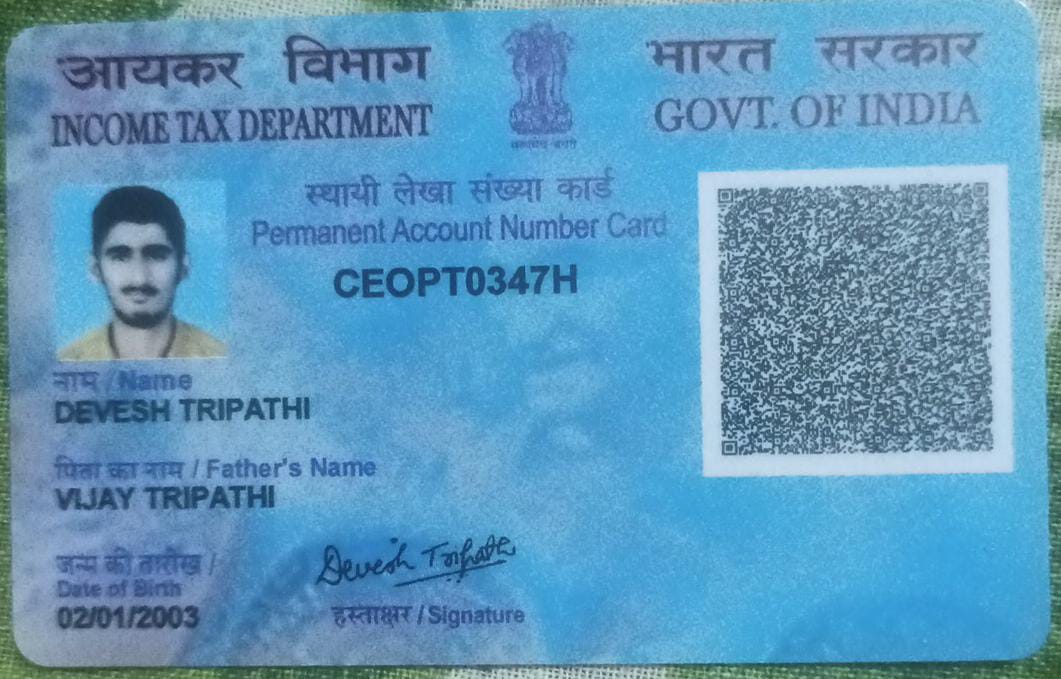 आयकर विभाग
INCOME TAX DEPARTMENT
भारत सरकार
GOVT. OF INDIA
सत्यमेव जयते
स्थायी लेखा संख्या कार्ड
Permanent Account Number Card
CEOPT0347H
नाम / Name
DEVESH TRIPATHI
पिता का नाम / Father's Name
VIJAY TRIPATHI
जन्म की तारीख /
Date of Birth
02/01/2003
Devesh Tripathi
हस्ताक्षर / Signature